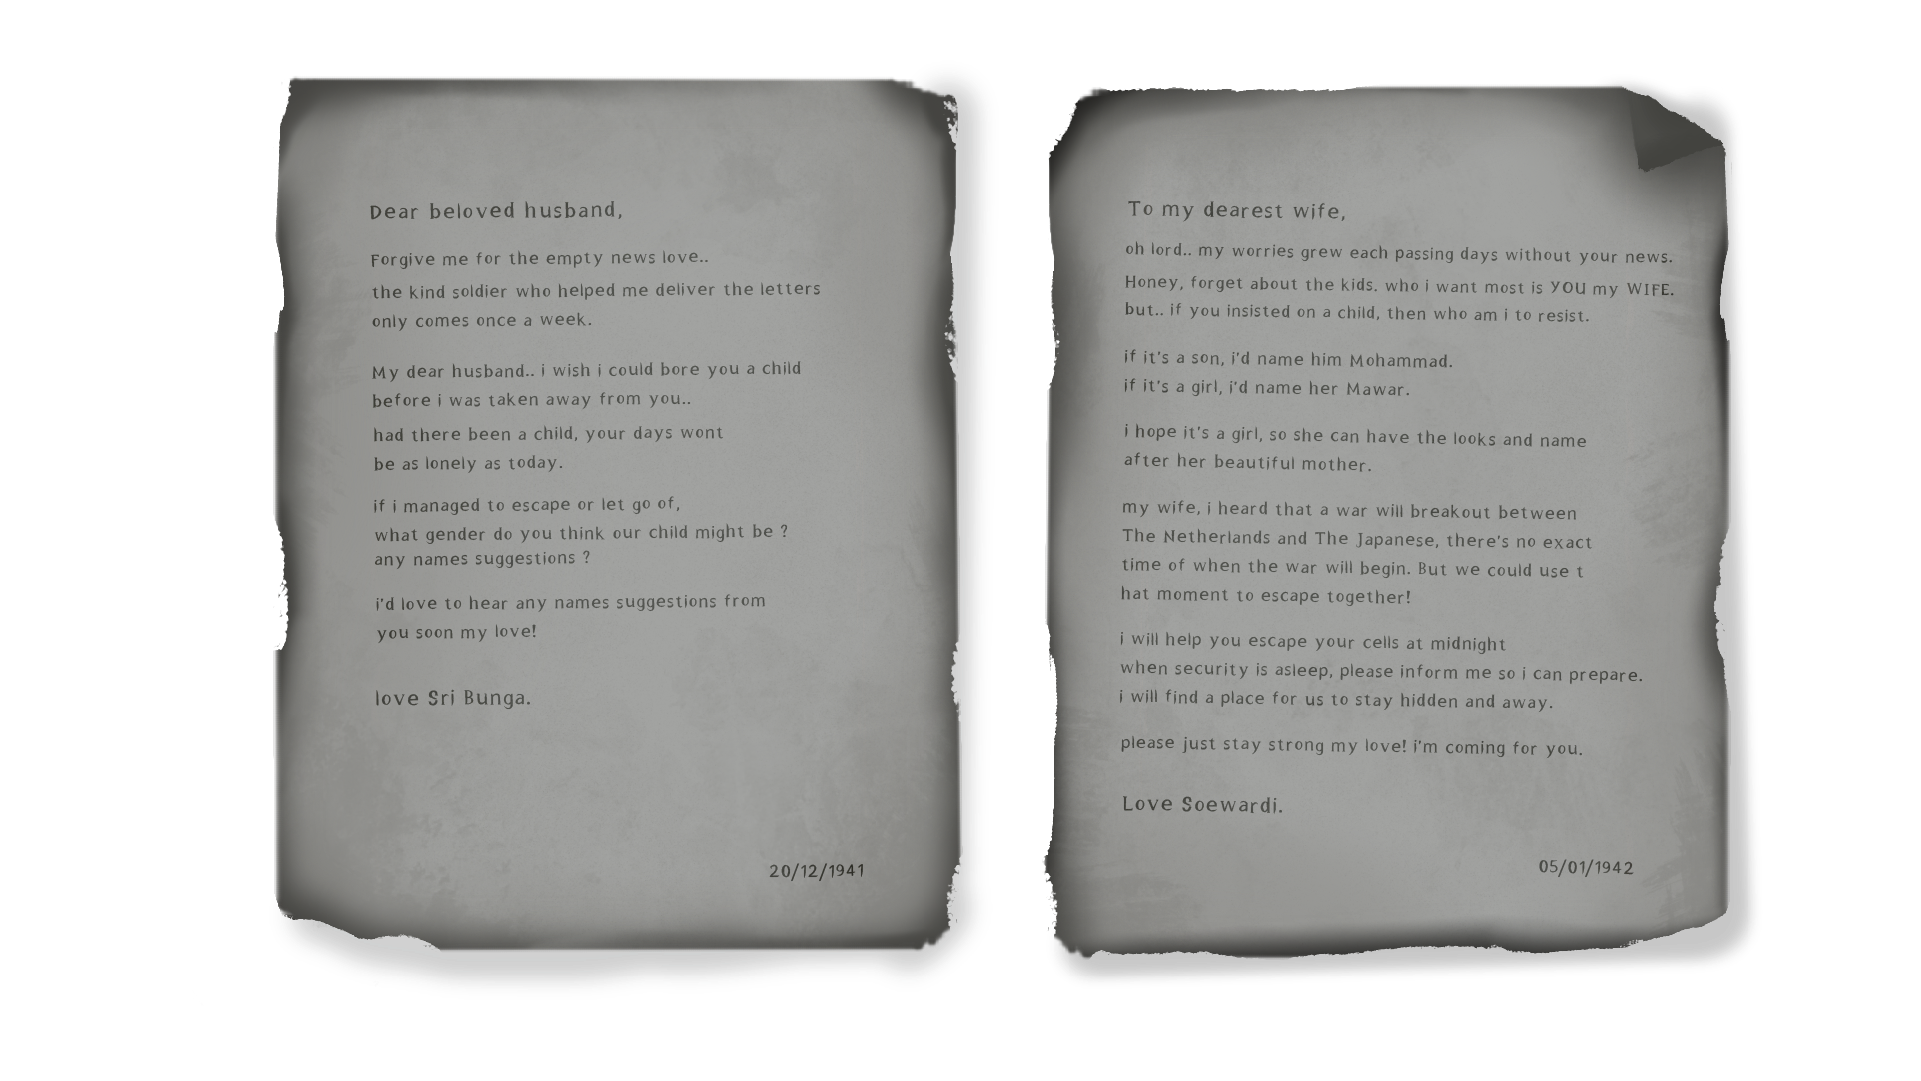 Dear beloved husband,
Forgive me for the empty news love..
the kind soldier who helped me deliver the letters
only comes once a week.
My dear husband.. i wish i could bore you a child
before i was taken away from you..
had there been a child, your days wont
be as lonely as today.
if i managed to escape or let go of,
what gender do you think our child might be ?
any names suggestions ?
i'd love to hear any names suggestions from
you soon my love!
love Sri Bunga.
20/12/1941
To my dearest wife,
oh lord.. my worries grew each passing days without your news.
Honey, forget about the kids. who i want most is YOU my WIFE.
but.. if you insisted on a child, then who am i to resist.
if it's a son, i'd name him Mohammad.
if it's a girl, i'd name her Mawar.
i hope it's a girl, so she can have the looks and name
after her beautiful mother.
my wife, i heard that a war will breakout between
The Netherlands and The Japanese, there's no exact
time of when the war will begin. But we could use t
hat moment to escape together!
i will help you escape your cells at midnight
when security is asleep, please inform me so i can prepare.
i will find a place for us to stay hidden and away.
please just stay strong my love! i'm coming for you.
Love Soewardi.
05/01/1942